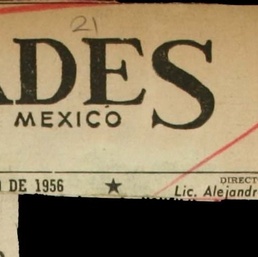 21
ADES
MEXICO
O DE 1956 ★ DIRECT
Lic. Alejandr